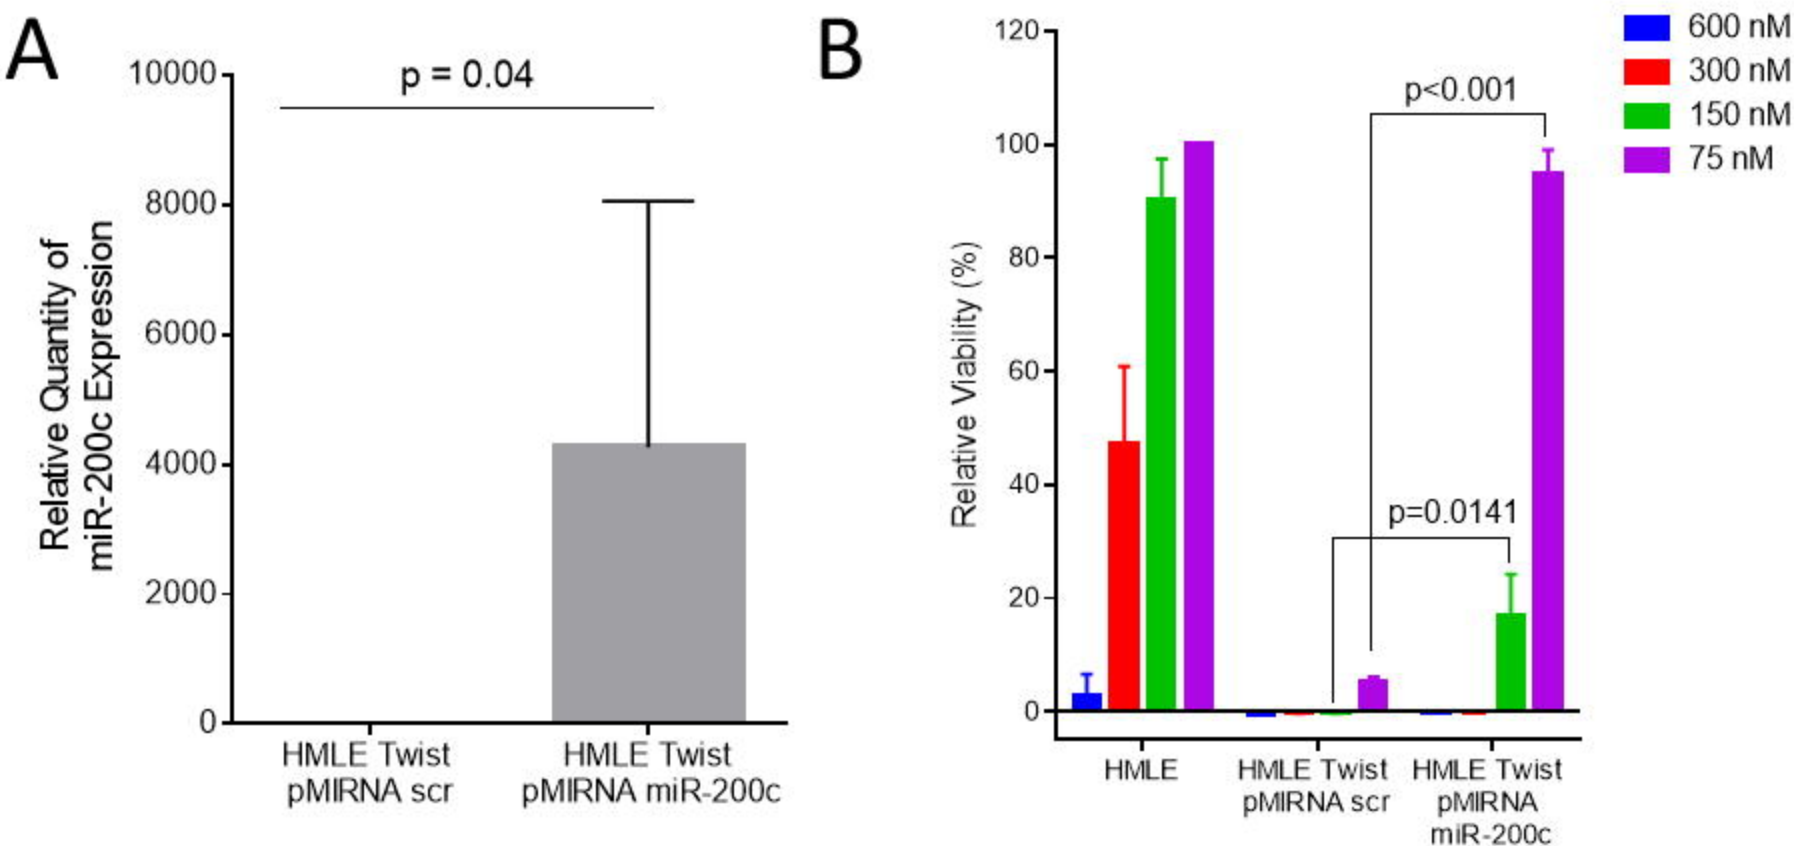 A
p = 0.04
Relative Quantity of
miR-200c Expression
10000
8000
6000
4000
2000
0
HMLE Twist
pMIRNA scr
HMLE Twist
pMIRNA miR-200c
B
600 nM
300 nM
150 nM
75 nM
p<0.001
p=0.0141
Relative Viability (%)
120
100
80
60
40
20
0
HMLE
HMLE Twist
pMIRNA scr
HMLE Twist
pMIRNA
miR-200c